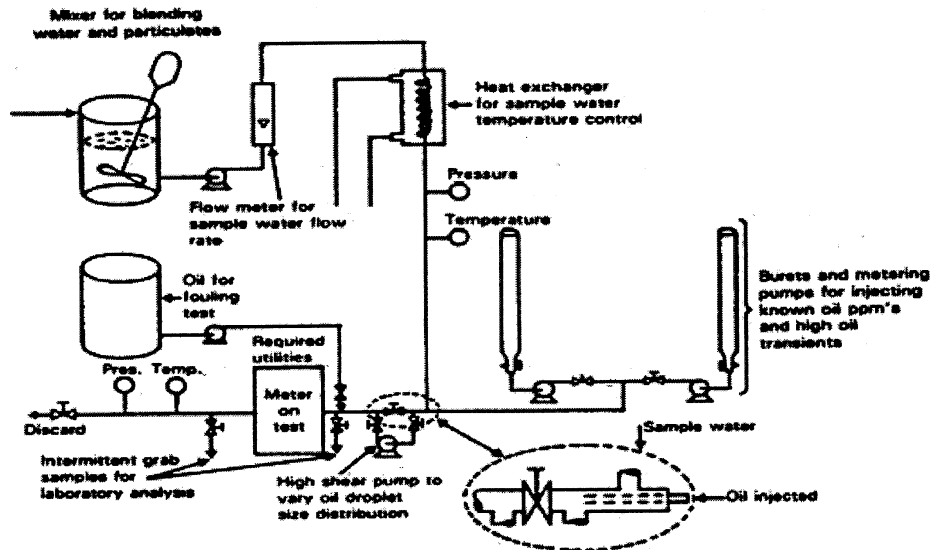 Mixer for blending
water and particulates
Heat exchanger
for sample water
temperature control
Flow meter for
sample water flow
rate
Pressure
Temperature
Oil for
fouling
test
Burets and metering
pumps for injecting
known oil ppm's
and high oil
transients
Required
utilities
Pres. Temp.
Meter
on
test
Discard
Intermittent grab
samples for
laboratory analysis
High shear pump to
vary oil droplet
size distribution
Sample water
Oil injected